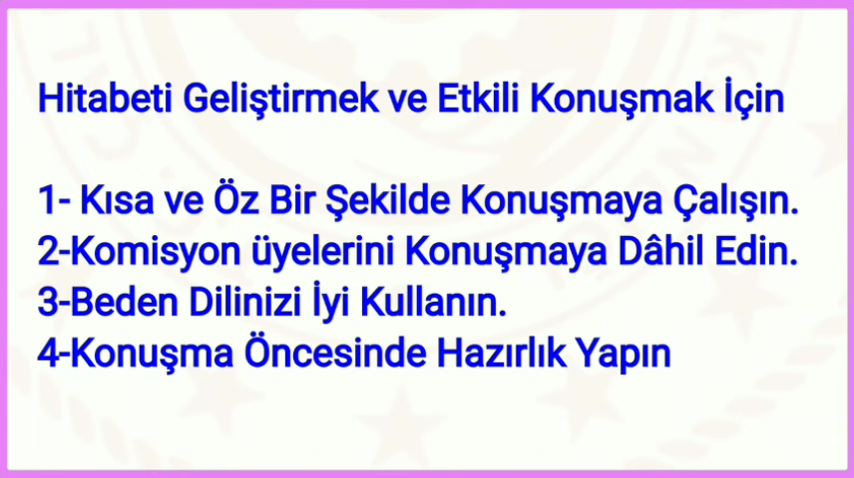 Hitabeti Geliştirmek ve Etkili Konuşmak İçin
1- Kısa ve Öz Bir Şekilde Konuşmaya Çalışın.
2-Komisyon üyelerini Konuşmaya Dâhil Edin.
3-Beden Dilinizi İyi Kullanın.
4-Konuşma Öncesinde Hazırlık Yapın